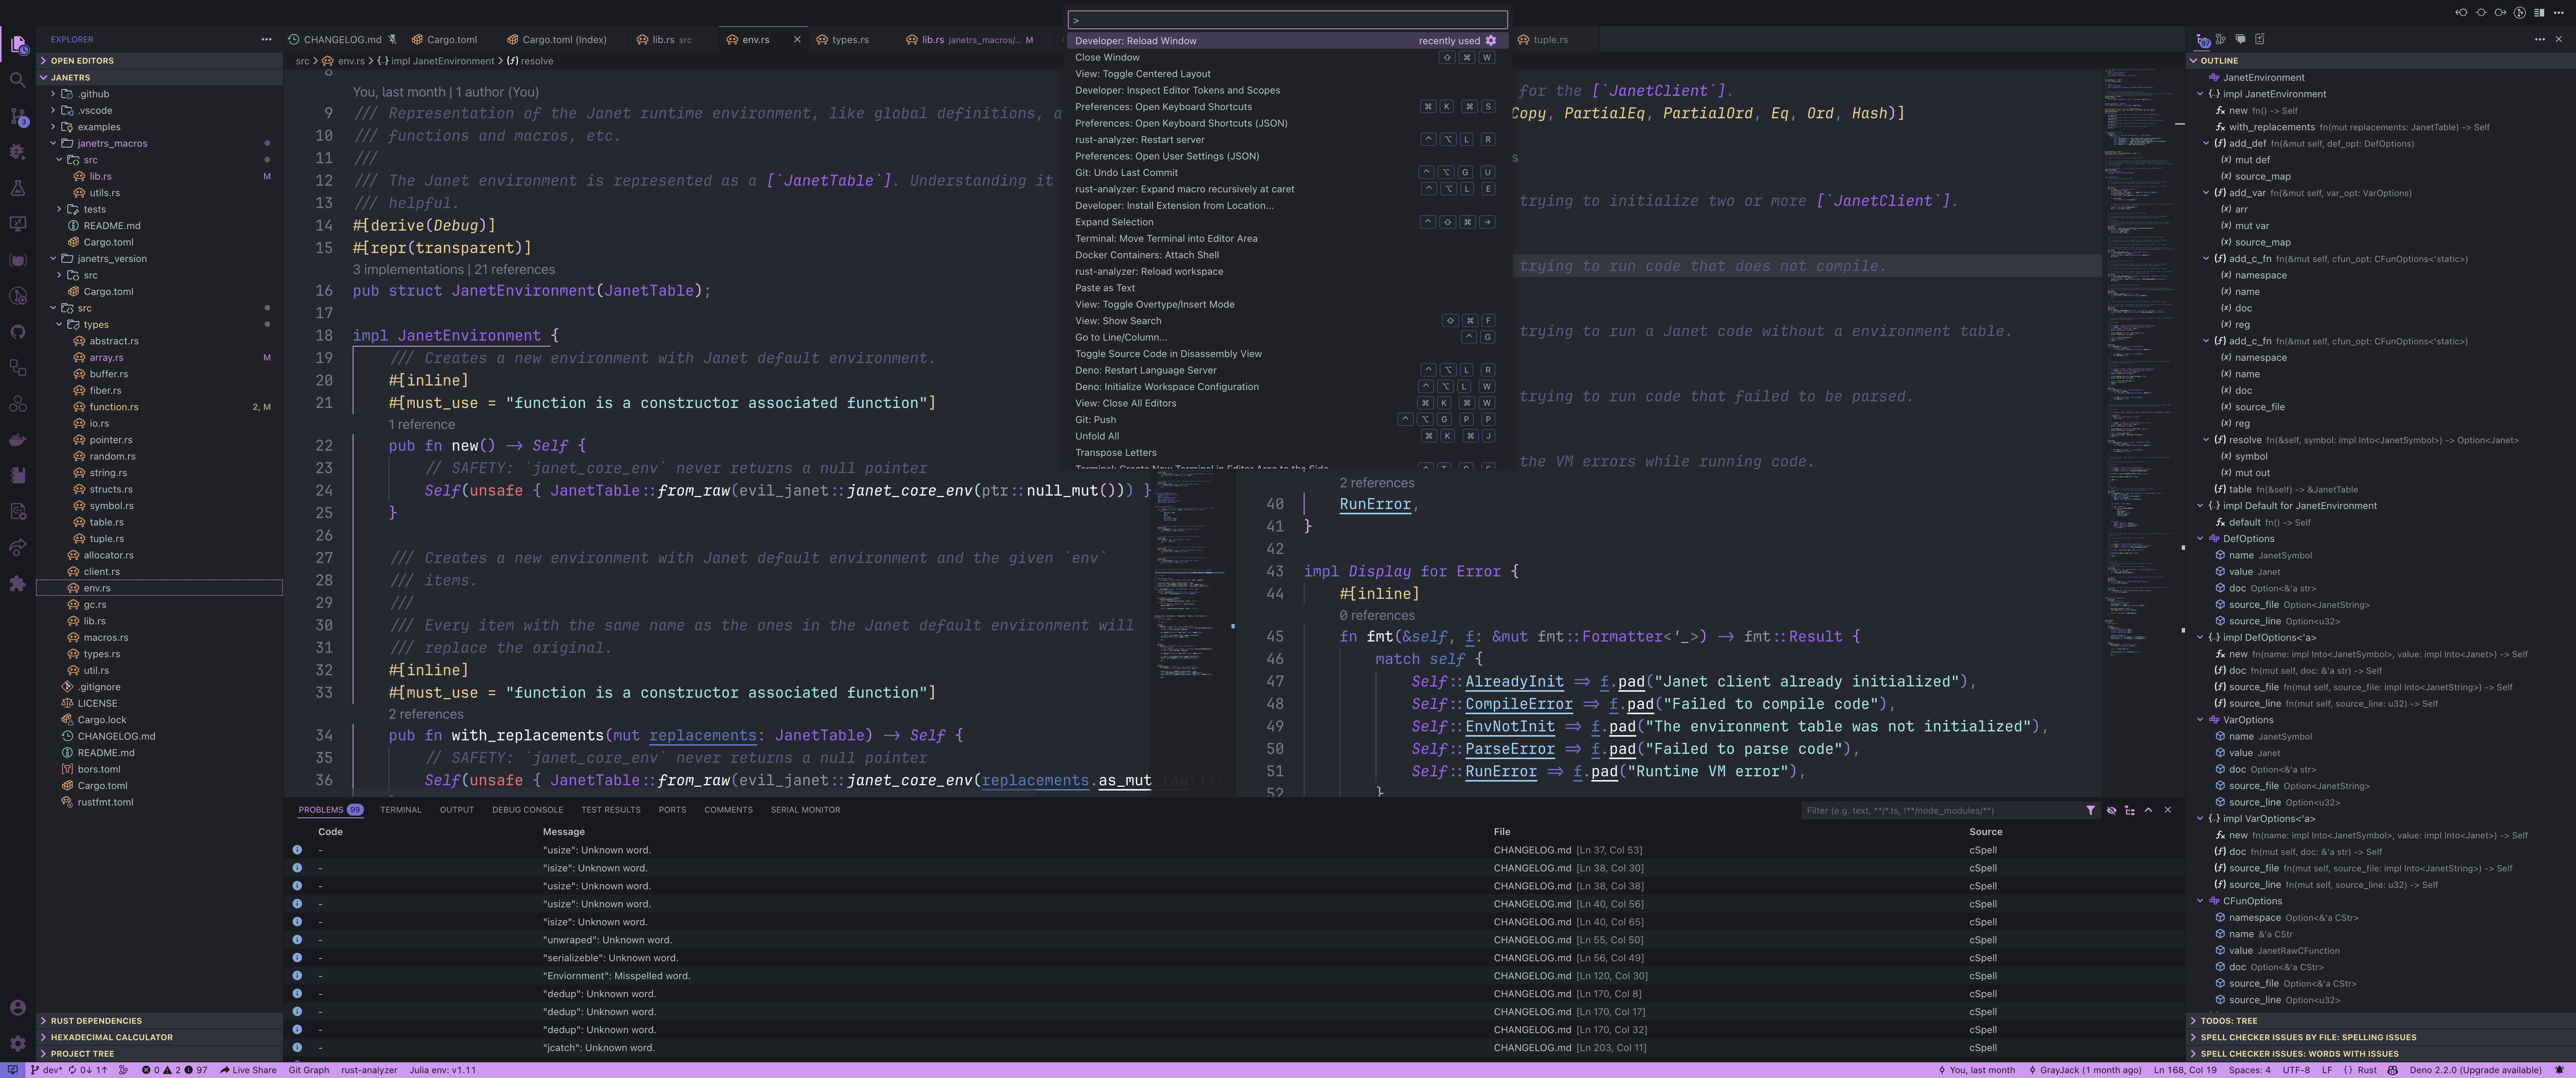 >
EXPLORER
OPEN EDITORS
JANETRS
.github
.vscode
examples
janetrs_macros
src
lib.rs M
utils.rs
tests
README.md
Cargo.toml
janetrs_version
src
Cargo.toml
src
types
abstract.rs
array.rs M
buffer.rs
fiber.rs
function.rs 2, M
io.rs
pointer.rs
random.rs
string.rs
structs.rs
symbol.rs
table.rs
tuple.rs
allocator.rs
client.rs
env.rs
gc.rs
lib.rs
macros.rs
types.rs
util.rs
.gitignore
LICENSE
Cargo.lock
CHANGELOG.md
README.md
bors.toml
Cargo.toml
rustfmt.toml
RUST DEPENDENCIES
HEXADECIMAL CALCULATOR
PROJECT TREE
CHANGELOG.md Cargo.toml Cargo.toml (Index) lib.rs src env.rs types.rs lib.rs janetrs_macros/... M tuple.rs
src > env.rs > {} impl JanetEnvironment > resolve
8
You, last month | 1 author (You)
9 /// Representation of the Janet runtime environment, like global definitions, a
10 /// functions and macros, etc.
11 ///
12 /// The Janet environment is represented as a [`JanetTable`]. Understanding it
13 /// helpful.
14 #[derive(Debug)]
15 #[repr(transparent)]
3 implementations | 21 references
16 pub struct JanetEnvironment(JanetTable);
17
18 impl JanetEnvironment {
19 /// Creates a new environment with Janet default environment.
20 #[inline]
21 #[must_use = "function is a constructor associated function"]
1 reference
22 pub fn new() -> Self {
23 // SAFETY: `janet_core_env` never returns a null pointer
24 Self(unsafe { JanetTable::from_raw(evil_janet::janet_core_env(ptr::null_mut())) }
25 }
26
27 /// Creates a new environment with Janet default environment and the given `env`
28 /// items.
29 ///
30 /// Every item with the same name as the ones in the Janet default environment will
31 /// replace the original.
32 #[inline]
33 #[must_use = "function is a constructor associated function"]
2 references
34 pub fn with_replacements(mut replacements: JanetTable) -> Self {
35 // SAFETY: `janet_core_env` never returns a null pointer
36 Self(unsafe { JanetTable::from_raw(evil_janet::janet_core_env(replacements.as_mut_raw()))
Developer: Reload Window recently used
Close Window ⇧ ⌘ W
View: Toggle Centered Layout
Developer: Inspect Editor Tokens and Scopes
Preferences: Open Keyboard Shortcuts ⌘ K ⌘ S
Preferences: Open Keyboard Shortcuts (JSON)
rust-analyzer: Restart server ^ ⌥ L R
Preferences: Open User Settings (JSON)
Git: Undo Last Commit ^ ⌥ G U
rust-analyzer: Expand macro recursively at caret ^ ⌥ L E
Developer: Install Extension from Location...
Expand Selection ^ ⇧ ⌘ →
Terminal: Move Terminal into Editor Area
Docker Containers: Attach Shell
rust-analyzer: Reload workspace
Paste as Text
View: Toggle Overtype/Insert Mode
View: Show Search ⇧ ⌘ F
Go to Line/Column... ^ G
Toggle Source Code in Disassembly View
Deno: Restart Language Server ^ ⌥ L R
Deno: Initialize Workspace Configuration ^ ⌥ L W
View: Close All Editors ⌘ K ⌘ W
Git: Push ^ ⌥ G P P
Unfold All ⌘ K ⌘ J
Transpose Letters
Terminal: Create New Terminal in Editor Area to the Side
for the [`JanetClient`].
Copy, PartialEq, PartialOrd, Eq, Ord, Hash)]
s
trying to initialize two or more [`JanetClient`].
trying to run code that does not compile.
trying to run a Janet code without a environment table.
trying to run code that failed to be parsed.
the VM errors while running code.
2 references
40 RunError,
41 }
42
43 impl Display for Error {
44 #[inline]
0 references
45 fn fmt(&self, f: &mut fmt::Formatter<'_>) -> fmt::Result {
46 match self {
47 Self::AlreadyInit => f.pad("Janet client already initialized"),
48 Self::CompileError => f.pad("Failed to compile code"),
49 Self::EnvNotInit => f.pad("The environment table was not initialized"),
50 Self::ParseError => f.pad("Failed to parse code"),
51 Self::RunError => f.pad("Runtime VM error"),
52 }
PROBLEMS 99 TERMINAL OUTPUT DEBUG CONSOLE TEST RESULTS PORTS COMMENTS SERIAL MONITOR Filter (e.g. text, **/*.ts, !**/node_modules/**)
Code Message File Source
- "usize": Unknown word. CHANGELOG.md [Ln 37, Col 53] cSpell
- "isize": Unknown word. CHANGELOG.md [Ln 38, Col 30] cSpell
- "usize": Unknown word. CHANGELOG.md [Ln 38, Col 38] cSpell
- "usize": Unknown word. CHANGELOG.md [Ln 40, Col 56] cSpell
- "isize": Unknown word. CHANGELOG.md [Ln 40, Col 65] cSpell
- "unwraped": Unknown word. CHANGELOG.md [Ln 55, Col 50] cSpell
- "serializeble": Unknown word. CHANGELOG.md [Ln 56, Col 49] cSpell
- "Enviornment": Misspelled word. CHANGELOG.md [Ln 120, Col 30] cSpell
- "dedup": Unknown word. CHANGELOG.md [Ln 170, Col 8] cSpell
- "dedup": Unknown word. CHANGELOG.md [Ln 170, Col 17] cSpell
- "dedup": Unknown word. CHANGELOG.md [Ln 170, Col 32] cSpell
- "jcatch": Unknown word. CHANGELOG.md [Ln 203, Col 11] cSpell
OUTLINE
JanetEnvironment
impl JanetEnvironment
new fn() -> Self
with_replacements fn(mut replacements: JanetTable) -> Self
add_def fn(&mut self, def_opt: DefOptions)
mut def
source_map
add_var fn(&mut self, var_opt: VarOptions)
arr
mut var
source_map
add_c_fn fn(&mut self, cfun_opt: CFunOptions<'static>)
namespace
name
doc
reg
add_c_fn fn(&mut self, cfun_opt: CFunOptions<'static>)
namespace
name
doc
source_file
reg
resolve fn(&self, symbol: impl Into<JanetSymbol>) -> Option<Janet>
symbol
mut out
table fn(&self) -> &JanetTable
impl Default for JanetEnvironment
default fn() -> Self
DefOptions
name JanetSymbol
value Janet
doc Option<&'a str>
source_file Option<JanetString>
source_line Option<u32>
impl DefOptions<'a>
new fn(name: impl Into<JanetSymbol>, value: impl Into<Janet>) -> Self
doc fn(mut self, doc: &'a str) -> Self
source_file fn(mut self, source_file: impl Into<JanetString>) -> Self
source_line fn(mut self, source_line: u32) -> Self
VarOptions
name JanetSymbol
value Janet
doc Option<&'a str>
source_file Option<JanetString>
source_line Option<u32>
impl VarOptions<'a>
new fn(name: impl Into<JanetSymbol>, value: impl Into<Janet>) -> Self
doc fn(mut self, doc: &'a str) -> Self
source_file fn(mut self, source_file: impl Into<JanetString>) -> Self
source_line fn(mut self, source_line: u32) -> Self
CFunOptions
namespace Option<&'a CStr>
name &'a CStr
value JanetRawCFunction
doc Option<&'a CStr>
source_file Option<&'a CStr>
source_line Option<u32>
TODOS: TREE
SPELL CHECKER ISSUES BY FILE: SPELLING ISSUES
SPELL CHECKER ISSUES: WORDS WITH ISSUES
dev* 0↓ 1↑ 0 2 97 Live Share Git Graph rust-analyzer Julia env: v1.11 You, last month GrayJack (1 month ago) Ln 168, Col 19 Spaces: 4 UTF-8 LF {} Rust Deno 2.2.0 (Upgrade available)